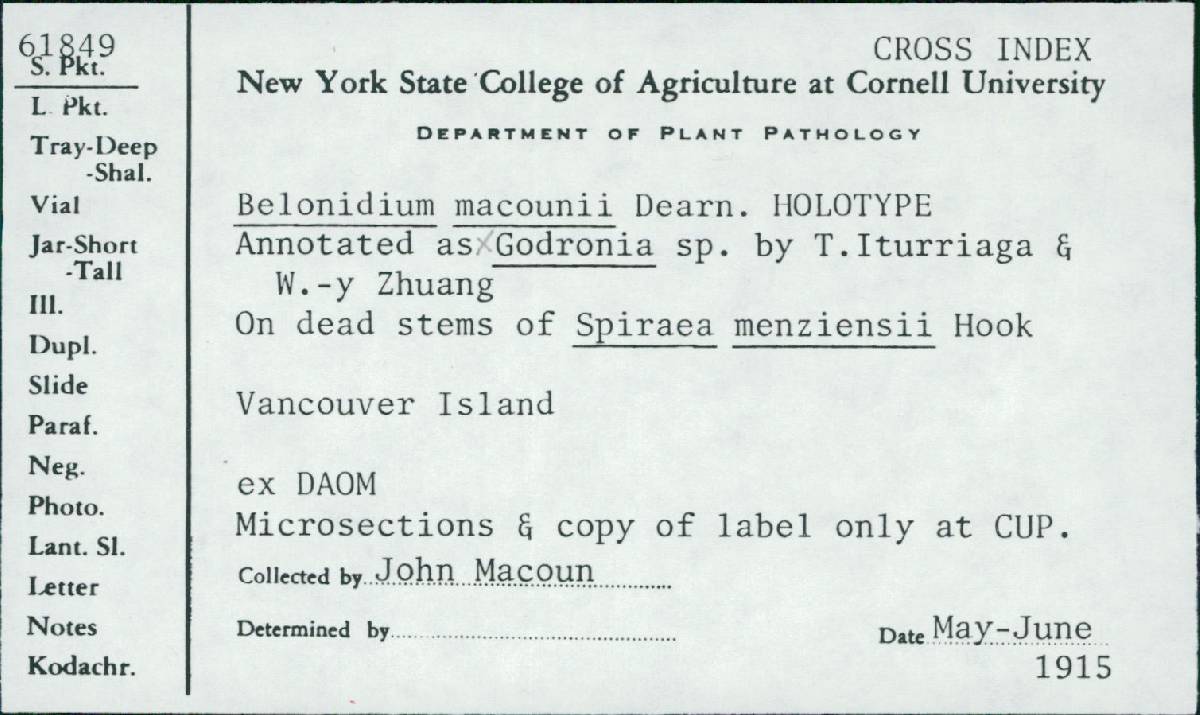 61849
CROSS INDEX
S. Pkt.
New York State College of Agriculture at Cornell University
L. Pkt.
DEPARTMENT OF PLANT PATHOLOGY
Tray-Deep
-Shal.
Vial
Belonidium macounii Dearn. HOLOTYPE
Jar-Short
Annotated as Godronia sp. by T.Iturriaga &
-Tall
W.-y Zhuang
Ill.
On dead stems of Spiraea menziensii Hook
Dupl.
Slide
Vancouver Island
Paraf.
Neg.
ex DAOM
Photo.
Microsections & copy of label only at CUP.
Lant. Sl.
Collected by John Macoun
Letter
Notes
Determined by
Date May-June
Kodachr.
1915